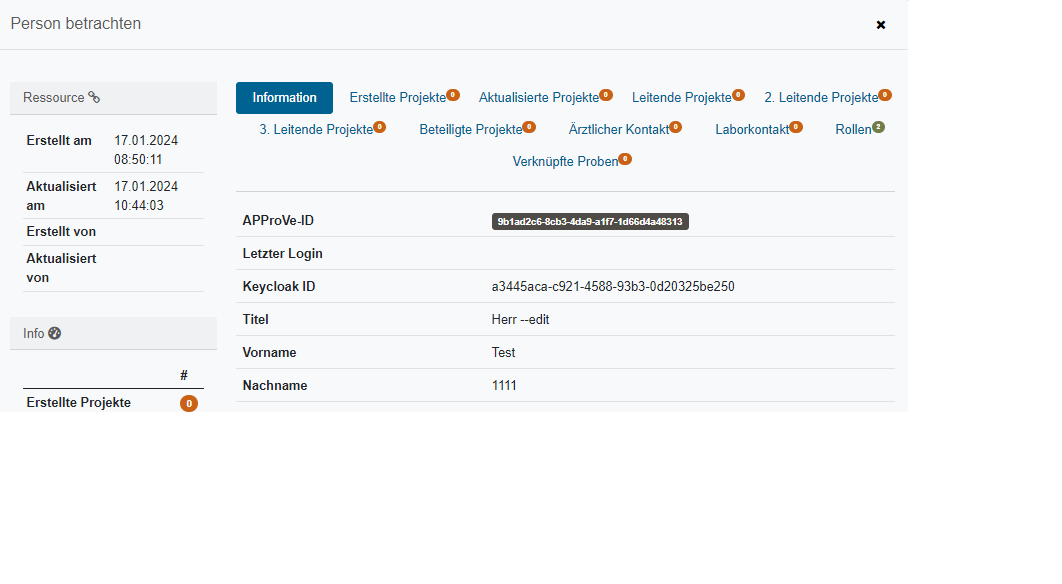 Person betrachten
Ressource
Erstellt am 17.01.2024
08:50:11
Aktualisiert 17.01.2024
am 10:44:03
Erstellt von
Aktualisiert
von
Info
#
Erstellte Projekte 0
Information Erstellte Projekte 0 Aktualisierte Projekte 0 Leitende Projekte 0 2. Leitende Projekte 0
3. Leitende Projekte 0 Beteiligte Projekte 0 Ärztlicher Kontakt 0 Laborkontakt 0 Rollen 2
Verknüpfte Proben 0
APProVe-ID 9b1ad2c6-8cb3-4da9-a1f7-1d66d4a48313
Letzter Login
Keycloak ID a3445aca-c921-4588-93b3-0d20325be250
Titel Herr --edit
Vorname Test
Nachname 1111